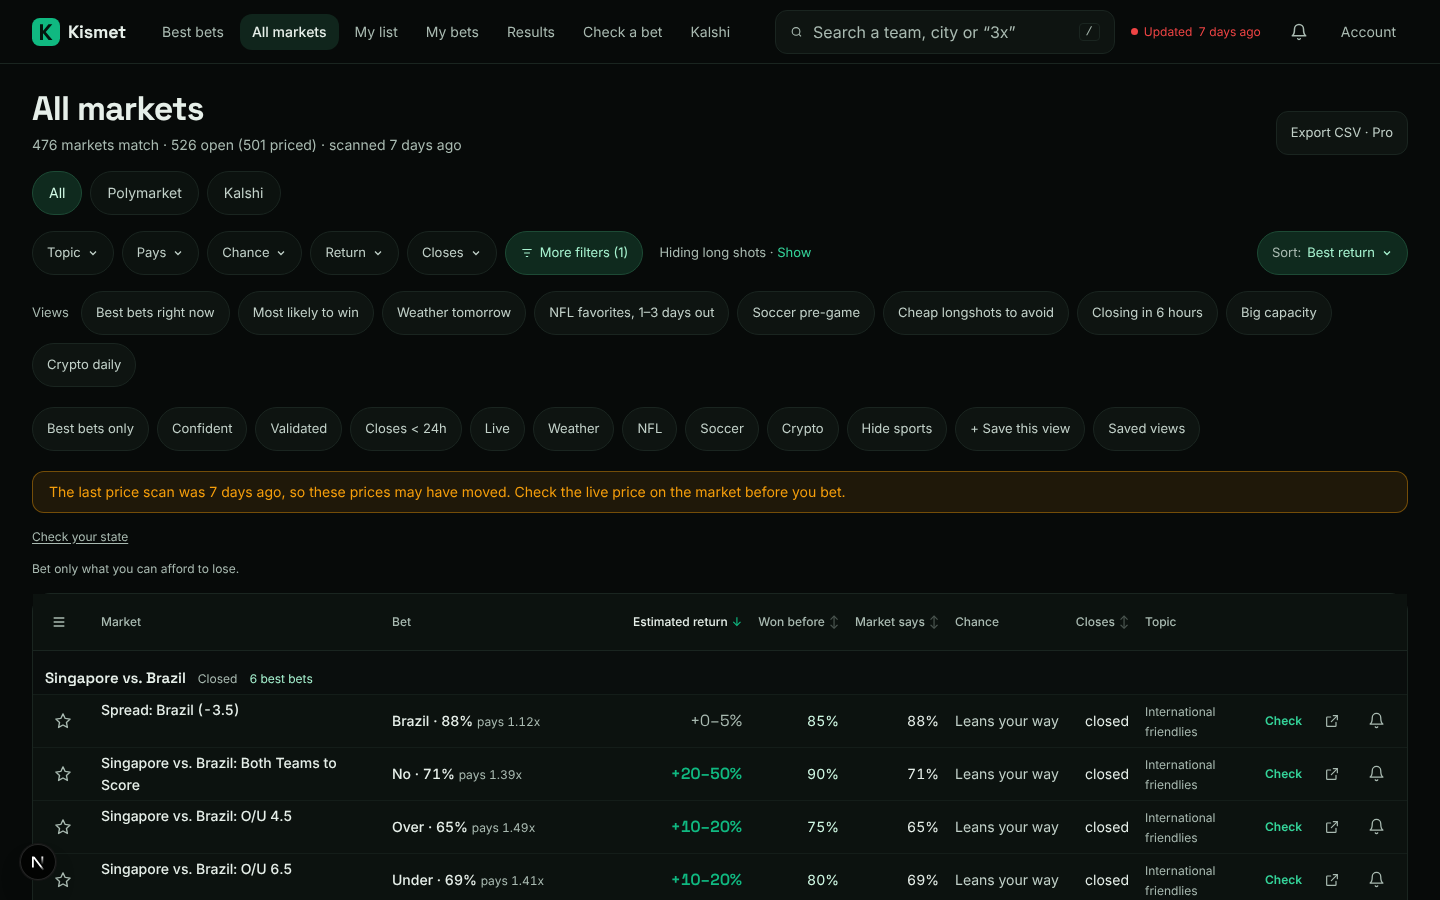 K Kismet Best bets All markets My list My bets Results Check a bet Kalshi Search a team, city or “3x” / Updated 7 days ago Account
All markets
476 markets match · 526 open (501 priced) · scanned 7 days ago
Export CSV · Pro
All Polymarket Kalshi
Topic Pays Chance Return Closes More filters (1) Hiding long shots · Show Sort: Best return
Views Best bets right now Most likely to win Weather tomorrow NFL favorites, 1–3 days out Soccer pre-game Cheap longshots to avoid Closing in 6 hours Big capacity
Crypto daily
Best bets only Confident Validated Closes < 24h Live Weather NFL Soccer Crypto Hide sports + Save this view Saved views
The last price scan was 7 days ago, so these prices may have moved. Check the live price on the market before you bet.
Check your state
Bet only what you can afford to lose.
Market Bet Estimated return ↓ Won before Market says Chance Closes Topic
Singapore vs. Brazil Closed 6 best bets
Spread: Brazil (-3.5) Brazil · 88% pays 1.12x +0–5% 85% 88% Leans your way closed International friendlies Check
Singapore vs. Brazil: Both Teams to Score No · 71% pays 1.39x +20–50% 90% 71% Leans your way closed International friendlies Check
Singapore vs. Brazil: O/U 4.5 Over · 65% pays 1.49x +10–20% 75% 65% Leans your way closed International friendlies Check
Singapore vs. Brazil: O/U 6.5 Under · 69% pays 1.41x +10–20% 80% 69% Leans your way closed International friendlies Check
N